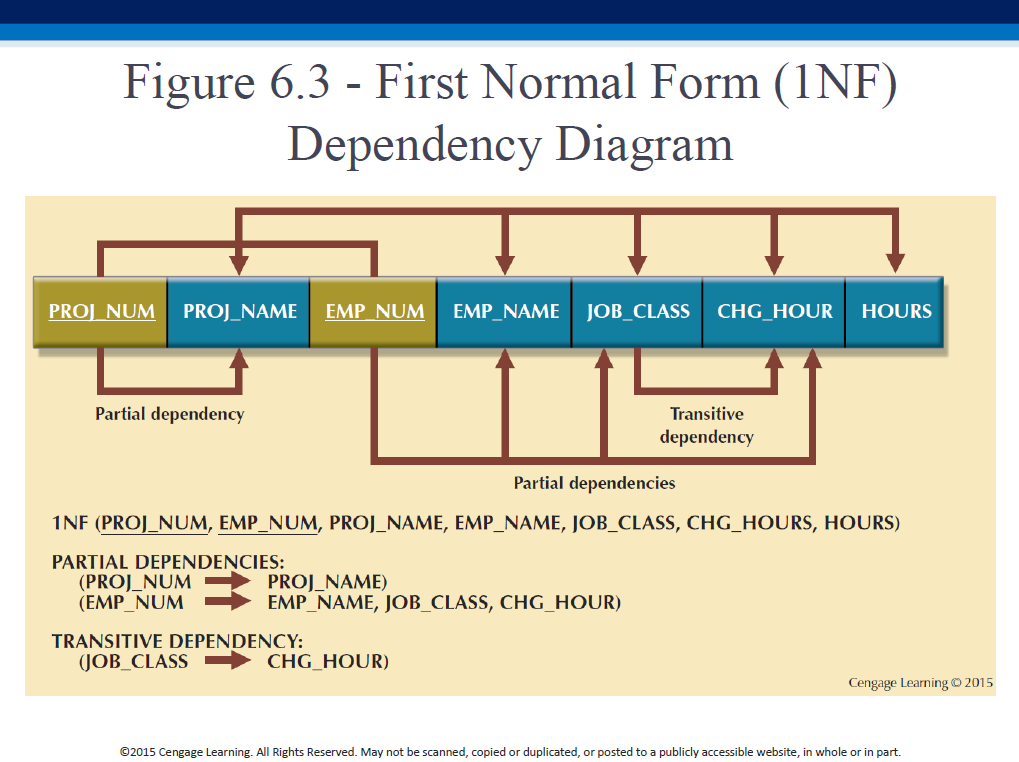 Figure 6.3 - First Normal Form (1NF)
Dependency Diagram
PROJ_NUM PROJ_NAME EMP_NUM EMP_NAME JOB_CLASS CHG_HOUR HOURS
Partial dependency
Transitive
dependency
Partial dependencies
1NF (PROJ_NUM, EMP_NUM, PROJ_NAME, EMP_NAME, JOB_CLASS, CHG_HOURS, HOURS)
PARTIAL DEPENDENCIES:
(PROJ_NUM PROJ_NAME)
(EMP_NUM EMP_NAME, JOB_CLASS, CHG_HOUR)
TRANSITIVE DEPENDENCY:
(JOB_CLASS CHG_HOUR)
Cengage Learning © 2015
©2015 Cengage Learning. All Rights Reserved. May not be scanned, copied or duplicated, or posted to a publicly accessible website, in whole or in part.